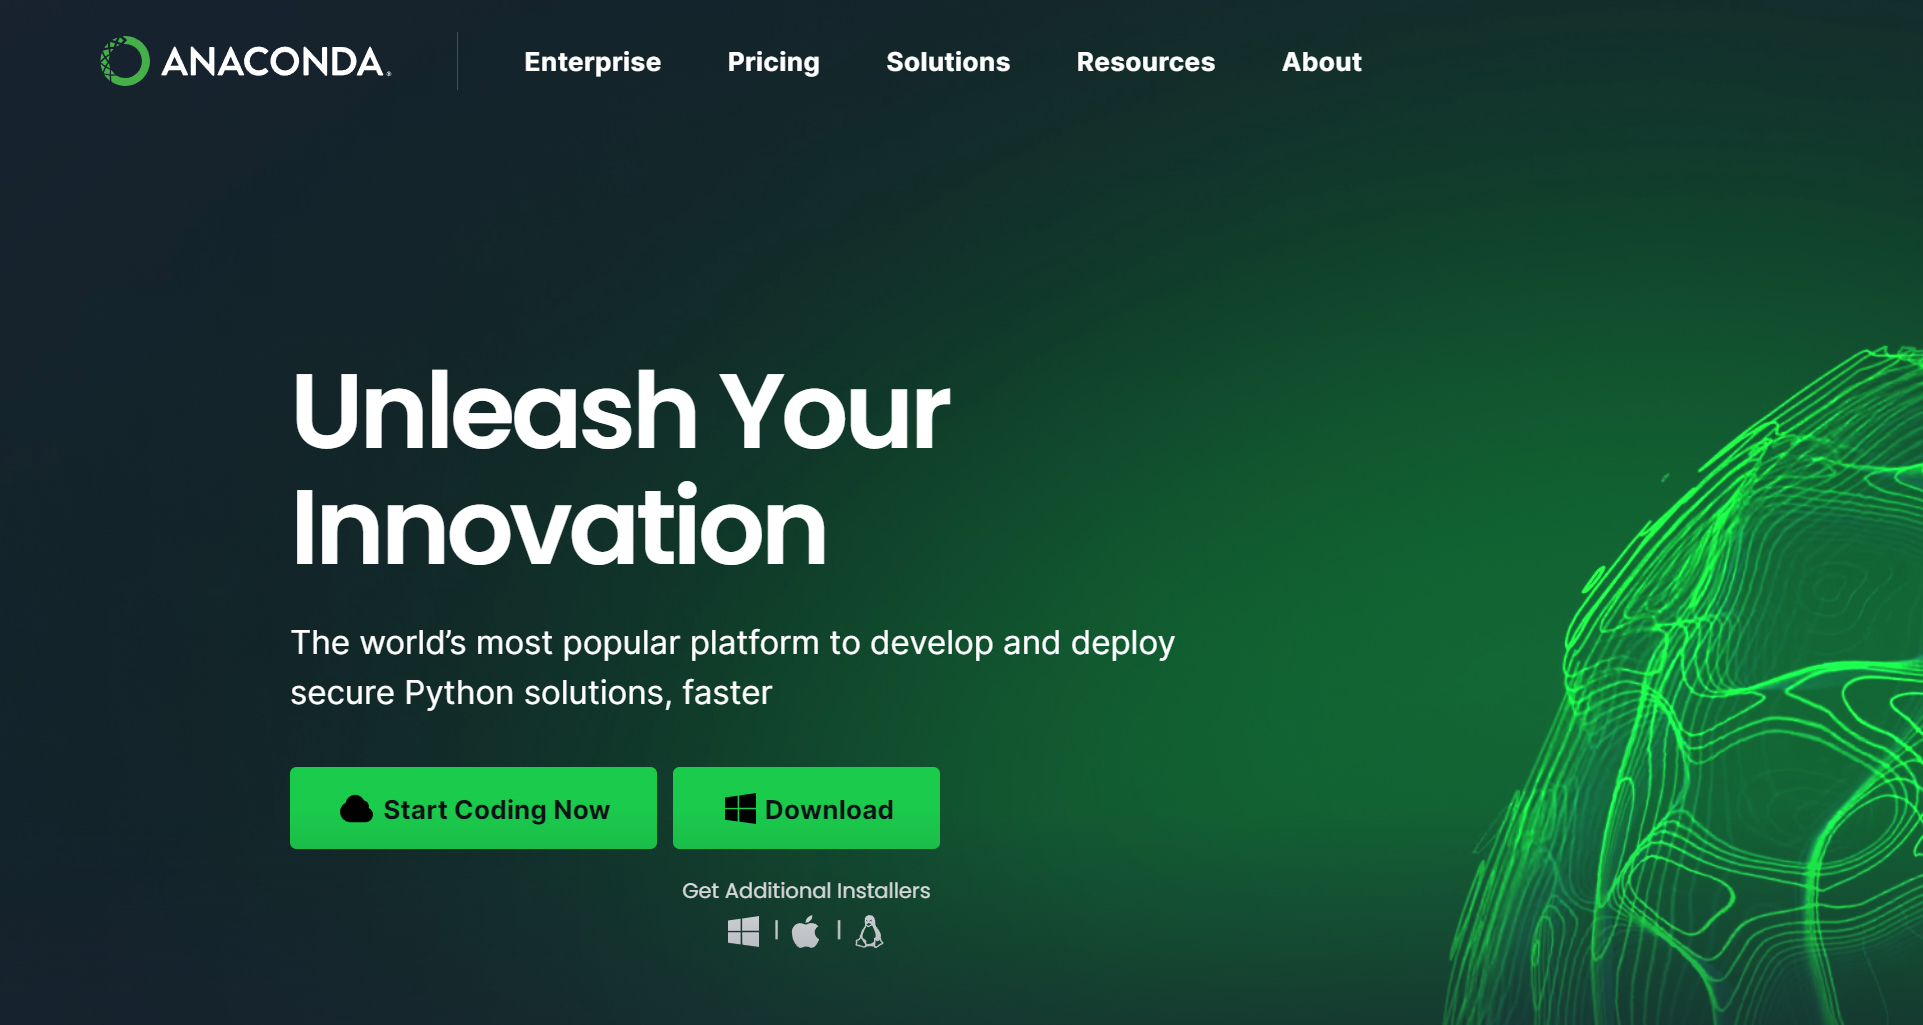 ANACONDA®
Enterprise
Pricing
Solutions
Resources
About
Unleash Your
Innovation
The world’s most popular platform to develop and deploy
secure Python solutions, faster
Start Coding Now
Download
Get Additional Installers